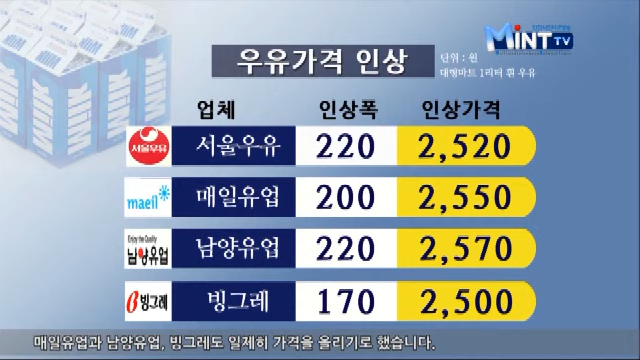 MINT TV
우유가격 인상
단위 : 원
대형마트 1리터 흰 우유
업체 인상폭 인상가격
서울우유 서울우유 220 2,520
maeil 매일유업 200 2,550
Enjoy the Quality
남양유업 남양유업 220 2,570
빙그레 빙그레 170 2,500
매일유업과 남양유업, 빙그레도 일제히 가격을 올리기로 했습니다.